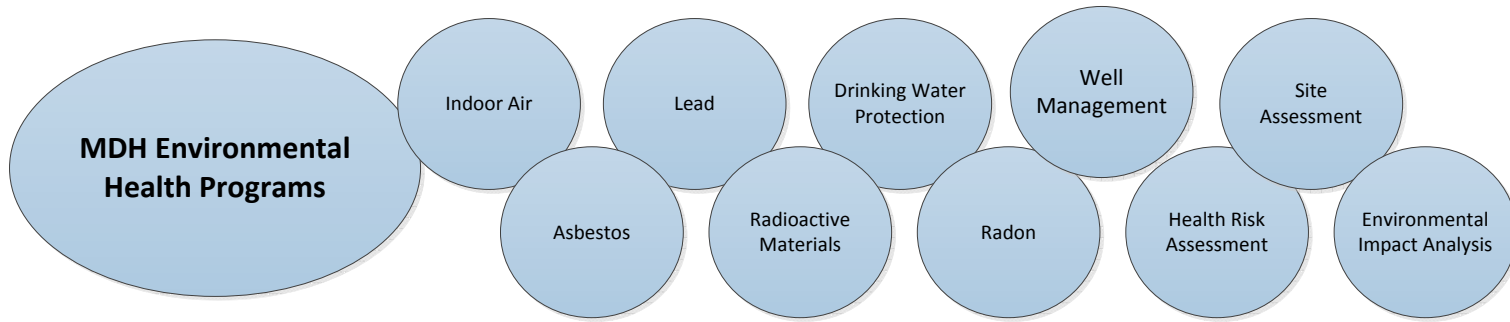 MDH Environmental
Health Programs
Indoor Air
Asbestos
Lead
Radioactive
Materials
Drinking Water
Protection
Radon
Well
Management
Health Risk
Assessment
Site
Assessment
Environmental
Impact Analysis